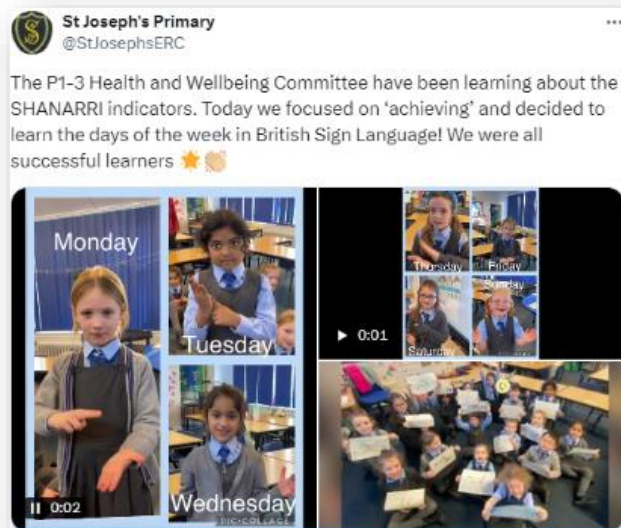 St Joseph's Primary
@StJosephsERC
The P1-3 Health and Wellbeing Committee have been learning about the
SHANARRI indicators. Today we focused on ‘achieving’ and decided to
learn the days of the week in British Sign Language! We were all
successful learners 🌟👏🏼
Monday
Tuesday
Wednesday
PIC•COLLAGE
0:02
Thursday
Friday
Saturday
Sunday
0:01